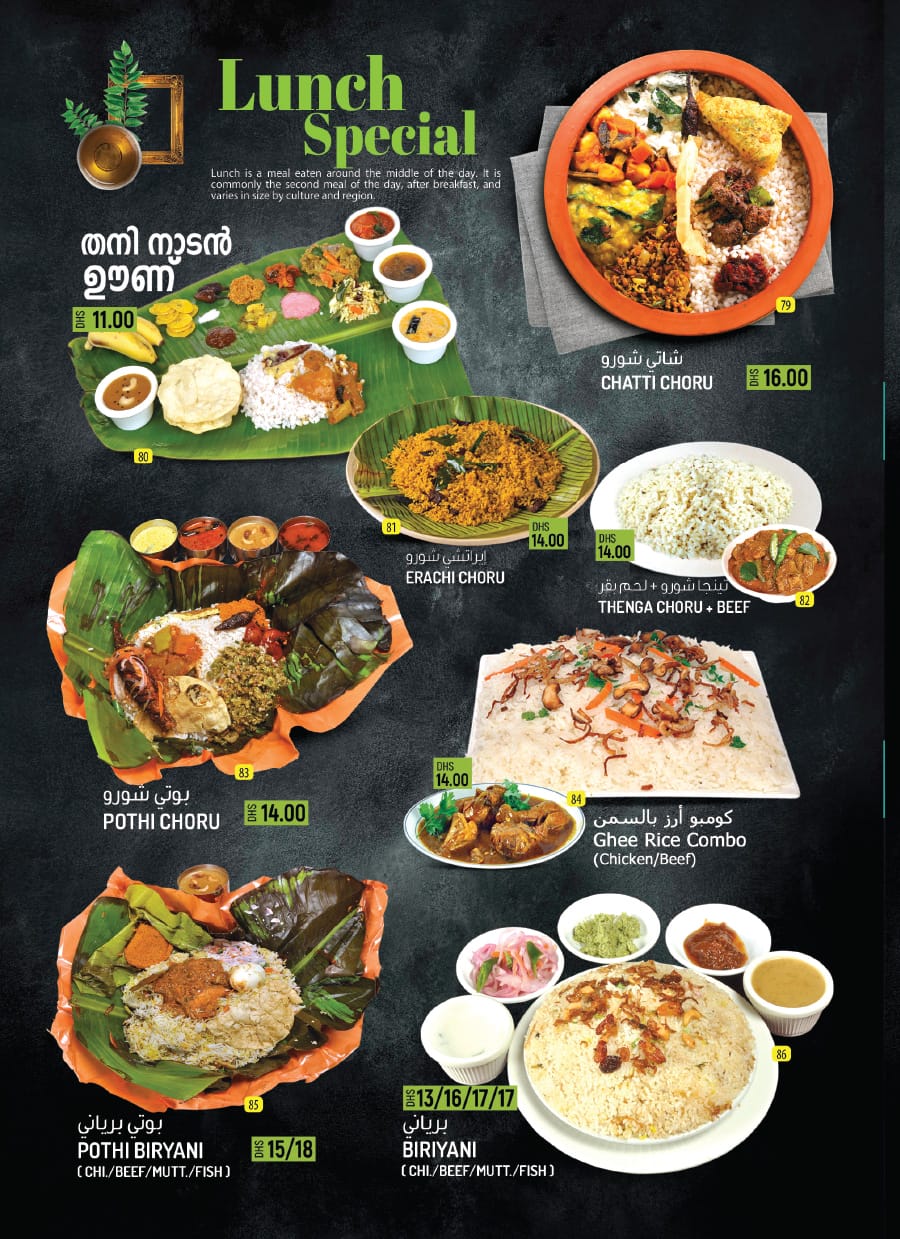 Lunch
Special
Lunch is a meal eaten around the middle of the day. It is
commonly the second meal of the day, after breakfast, and
varies in size by culture and region.
തനി നാടൻ
ഊണ്
DHS 11.00
80
79
شاتي شورو
CHATTI CHORU
DHS 16.00
81
DHS 14.00
إيراتشي شورو
ERACHI CHORU
DHS 14.00
82
تينجا شورو + لحم بقر
THENGA CHORU + BEEF
83
بوتي شورو
POTHI CHORU
DHS 14.00
DHS 14.00
84
كومبو أرز بالسمن
Ghee Rice Combo
(Chicken/Beef)
85
بوتي برياني
POTHI BIRYANI
( CHI./BEEF/MUTT./FISH )
DHS 15/18
86
DHS 13/16/17/17
برياني
BIRIYANI
( CHI./BEEF/MUTT./FISH )